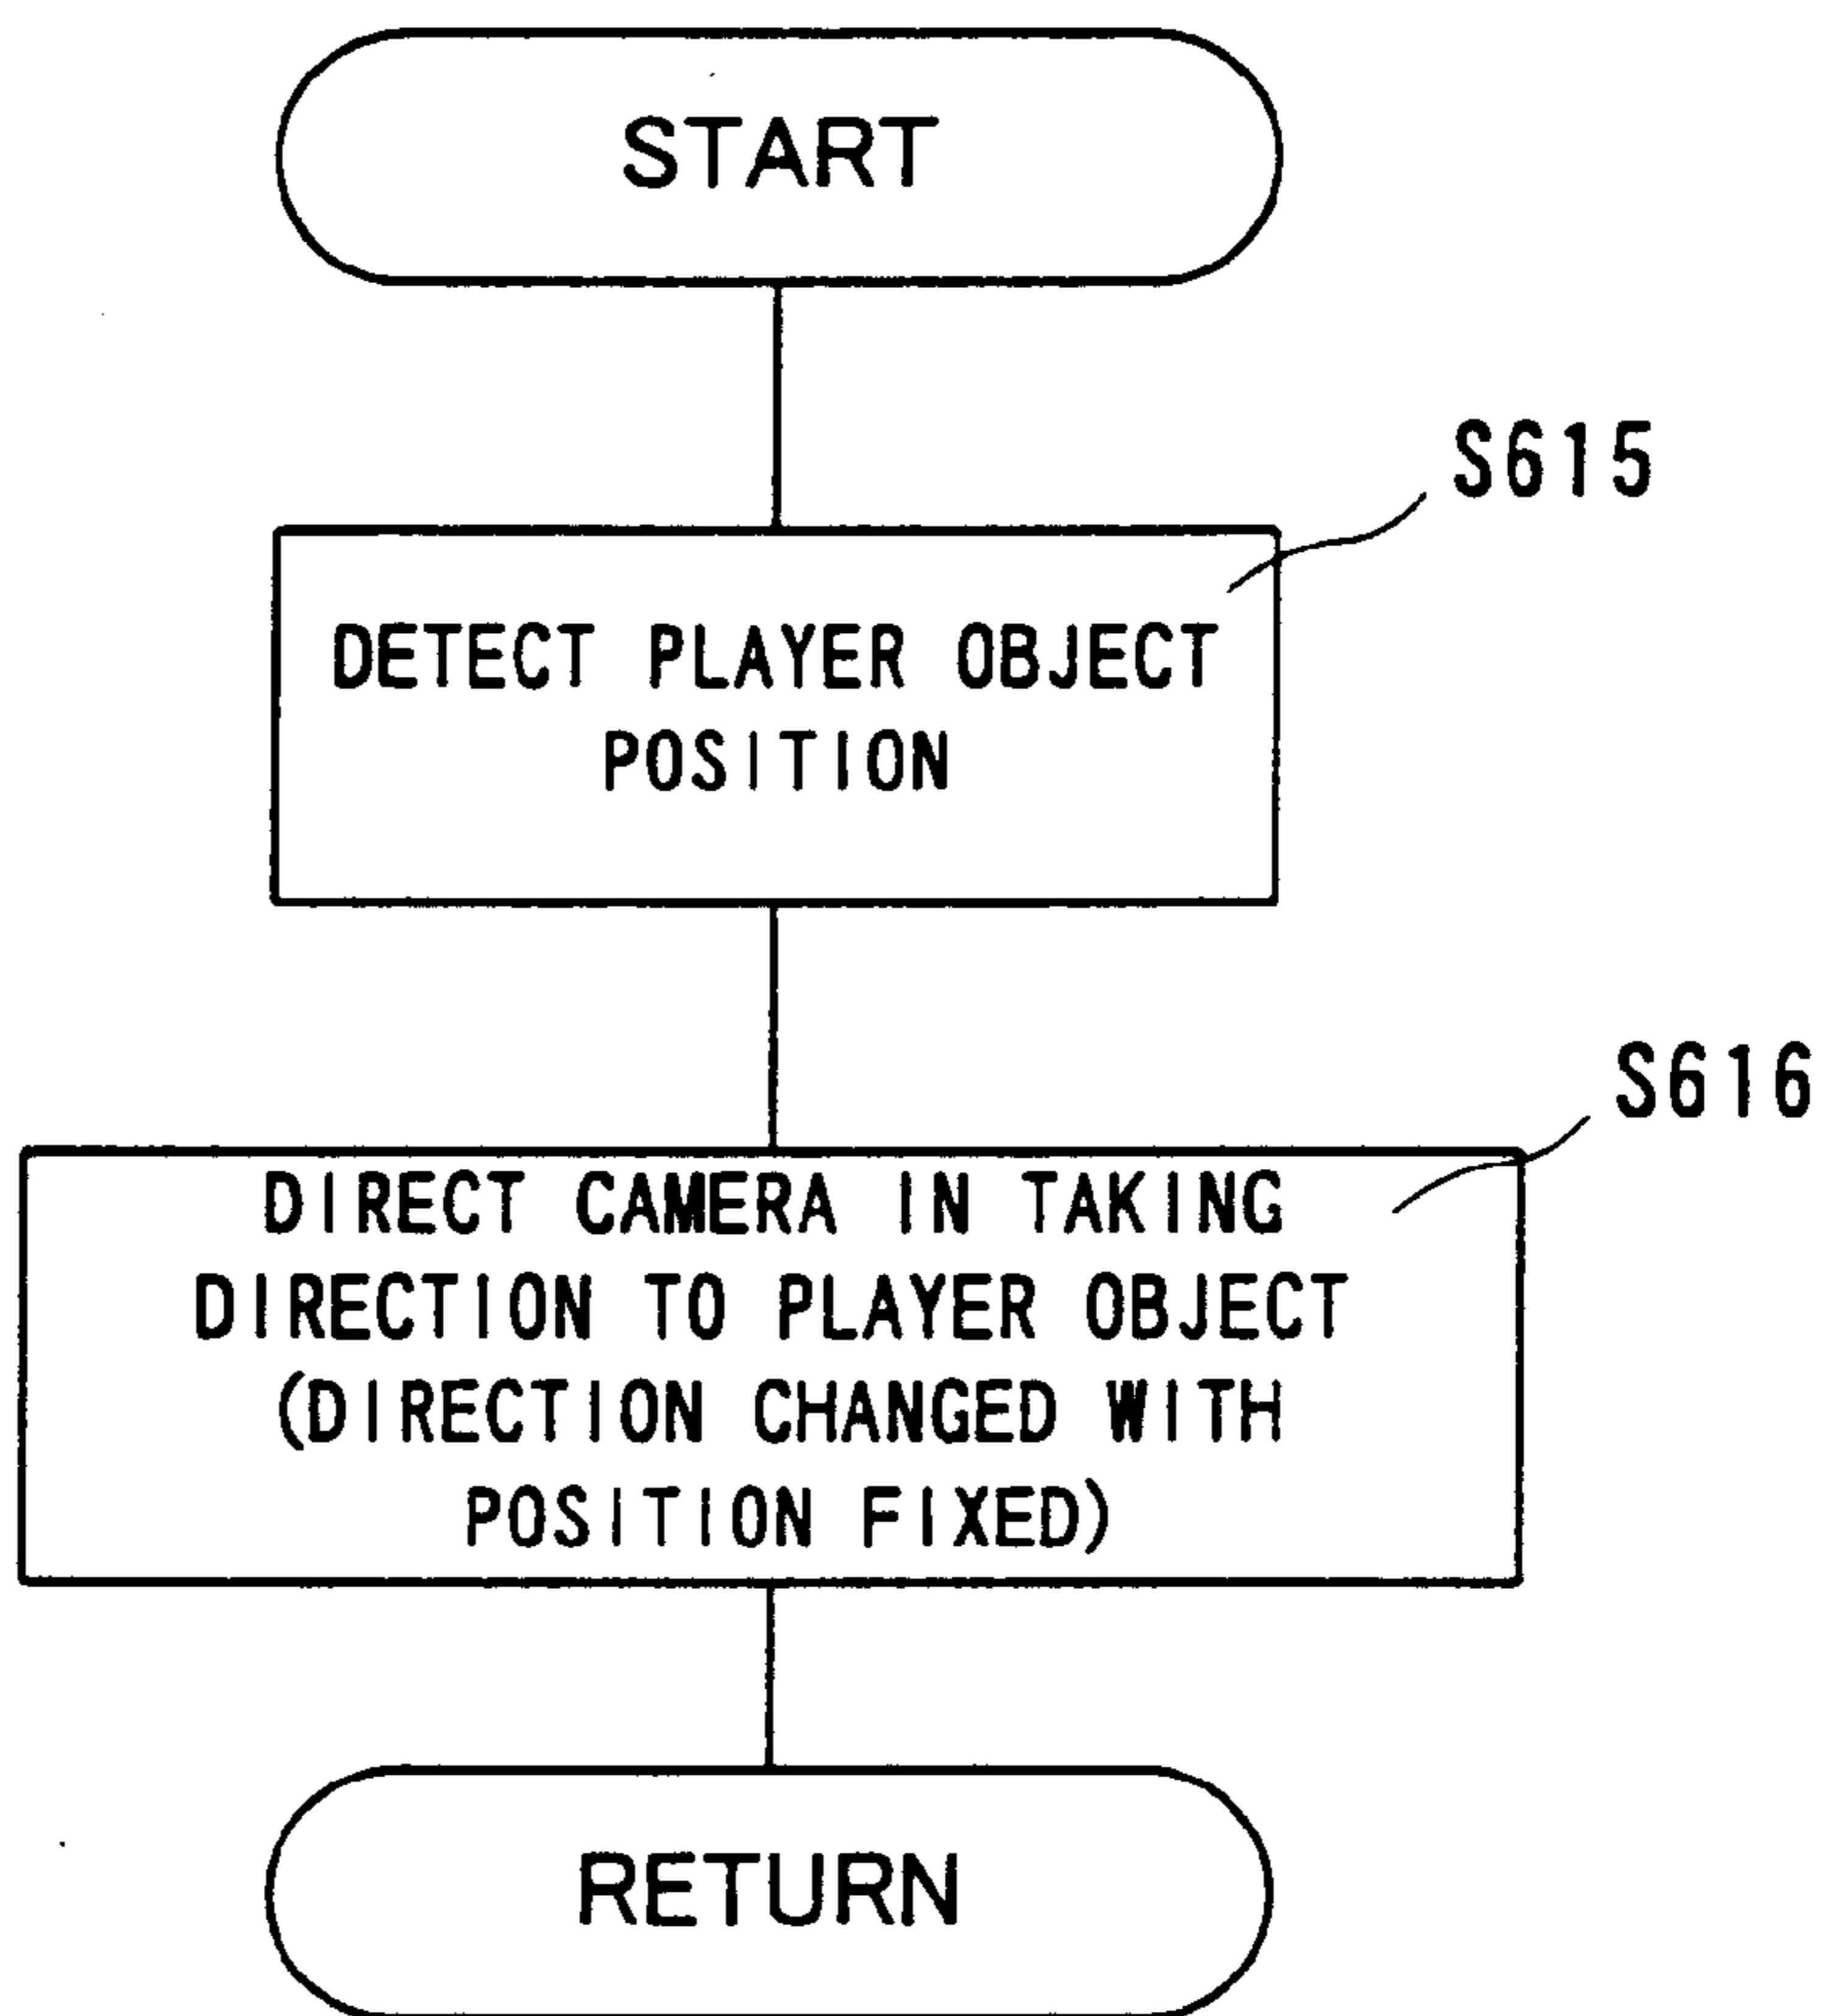 START
S615
DETECT PLAYER OBJECT
POSITION
S616
DIRECT CAMERA IN TAKING
DIRECTION TO PLAYER OBJECT
(DIRECTION CHANGED WITH
POSITION FIXED)
RETURN